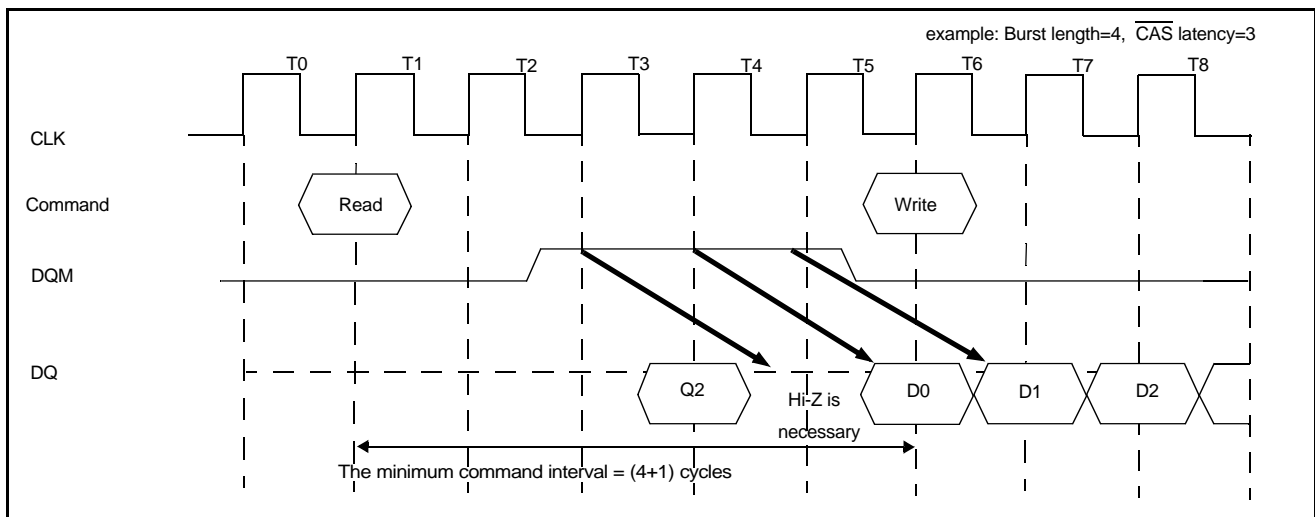 example: Burst length=4, CAS latency=3
T0 T1 T2 T3 T4 T5 T6 T7 T8
CLK
Command Read Write
DQM
DQ Q2 D0 D1 D2
Hi-Z is
necessary
The minimum command interval = (4+1) cycles